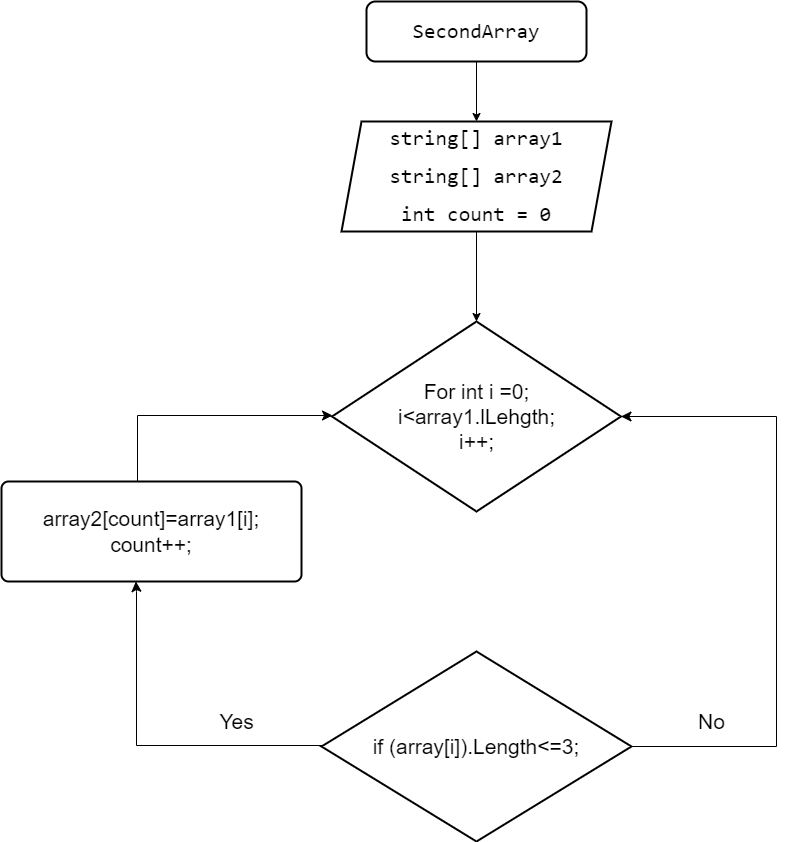 SecondArray
string[] array1
string[] array2
int count = 0
For int i =0;
i<array1.lLehgth;
i++;
array2[count]=array1[i];
count++;
Yes
No
if (array[i]).Length<=3;